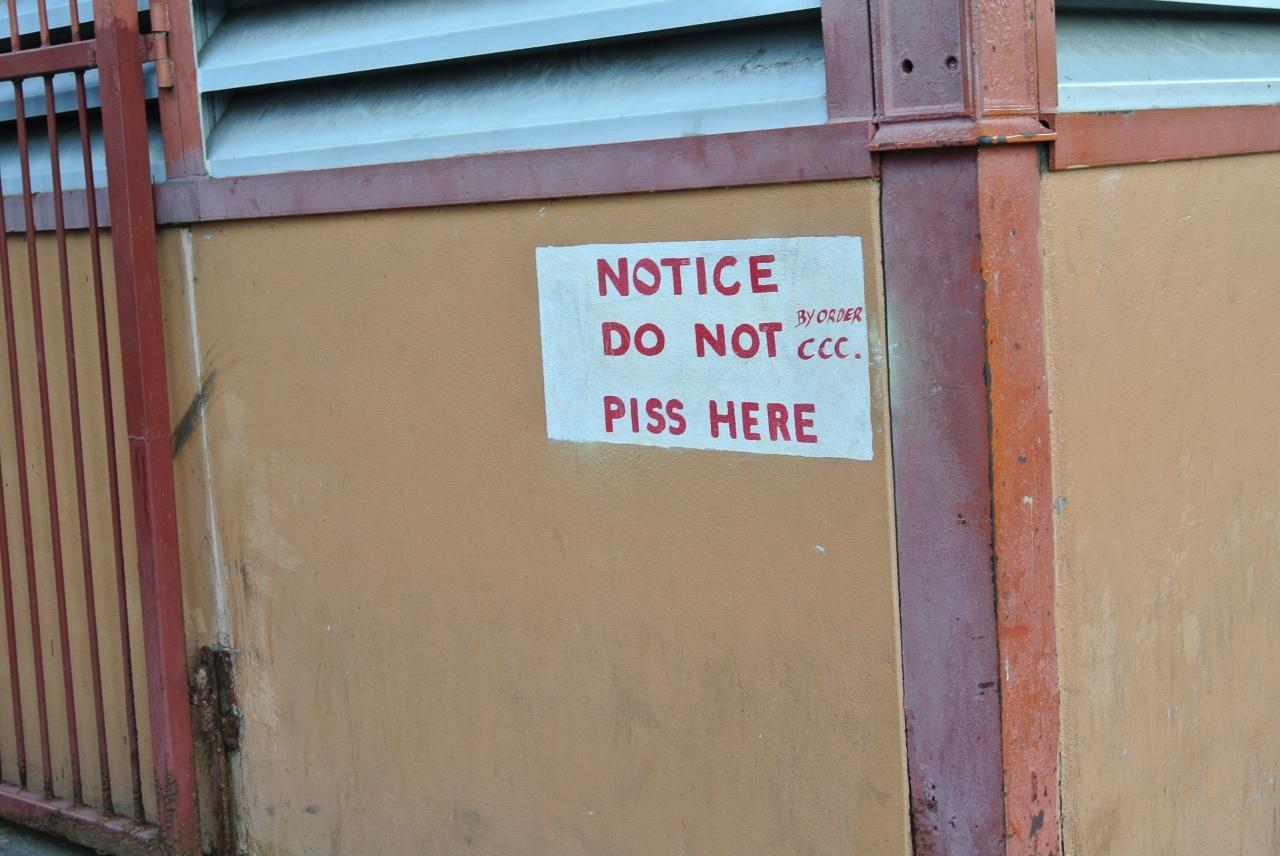 NOTICE
DO NOT
BY ORDER
CCC.
PISS HERE